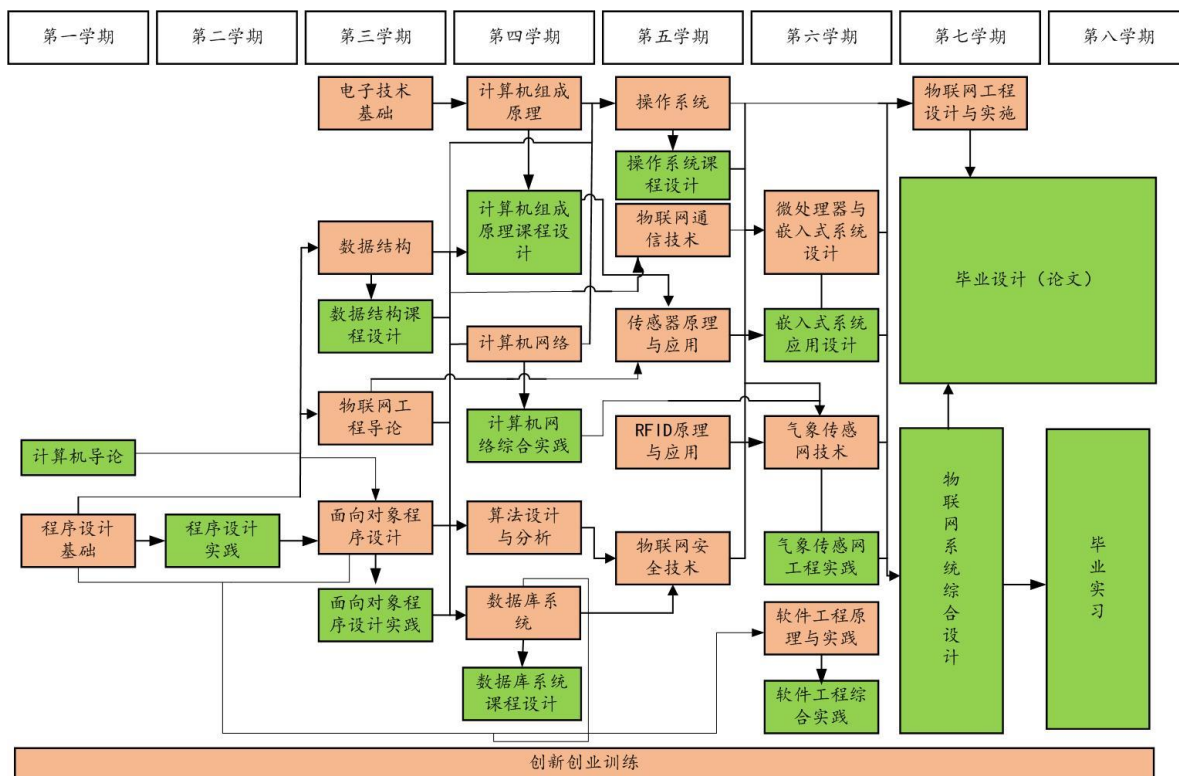 第一学期
第二学期
第三学期
第四学期
第五学期
第六学期
第七学期
第八学期
电子技术
基础
计算机组成
原理
操作系统
物联网工程
设计与实施
操作系统课
程设计
计算机组成
原理课程设
计
物联网通
信技术
微处理器与
嵌入式系统
设计
数据结构
毕业设计（论文）
数据结构课
程设计
计算机网络
传感器原理
与应用
嵌入式系统
应用设计
物联网工
程导论
计算机网
络综合实践
RFID原理
与应用
气象传感
网技术
计算机导论
程序设计
基础
程序设计
实践
面向对象程
序设计
算法设计
与分析
物联网安
全技术
气象传感网
工程实践
物联网系统综合设计
毕业实习
面向对象程
序设计实践
数据库系
统
软件工程原
理与实践
数据库系统
课程设计
软件工程综
合实践
创新创业训练